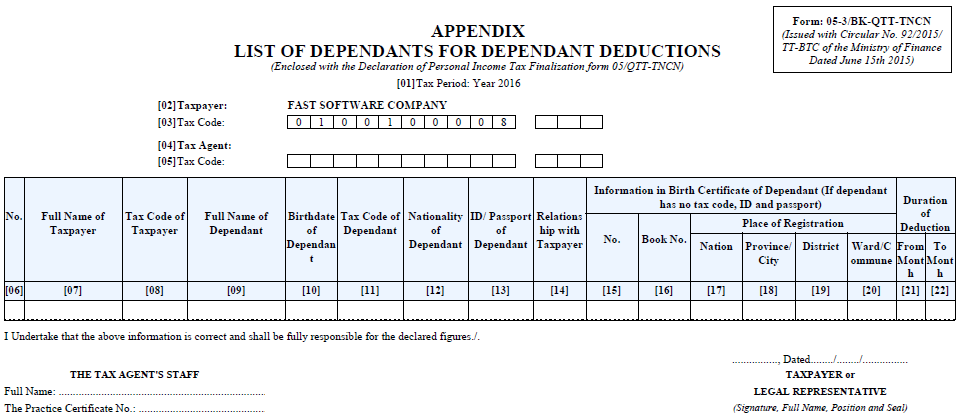 Form: 05-3/BK-QTT-TNCN
(Issued with Circular No. 92/2015/
TT-BTC of the Ministry of Finance
Dated June 15th 2015)
APPENDIX
LIST OF DEPENDANTS FOR DEPENDANT DEDUCTIONS
(Enclosed with the Declaration of Personal Income Tax Finalization form 05/QTT-TNCN)
[01]Tax Period: Year 2016
[02]Taxpayer: FAST SOFTWARE COMPANY
[03]Tax Code: 0 1 0 0 1 0 0 0 0 8
[04]Tax Agent:
[05]Tax Code:
No. Full Name of Taxpayer Tax Code of Taxpayer Full Name of Dependant Birthdate of Dependan t Tax Code of Dependant Nationality of Dependant ID/ Passport of Dependant Relations hip with Taxpayer
Information in Birth Certificate of Dependant (If dependant has no tax code, ID and passport)
Duration of Deduction
No. Book No. Place of Registration
Nation Province/ City District Ward/C ommune From Mont h To Mont h
[06] [07] [08] [09] [10] [11] [12] [13] [14] [15] [16] [17] [18] [19] [20] [21] [22]
I Undertake that the above information is correct and shall be fully responsible for the declared figures./.
................, Dated......../......../................
THE TAX AGENT'S STAFF
TAXPAYER or
Full Name: ........................................................................
LEGAL REPRESENTATIVE
The Practice Certificate No.: ............................................
(Signature, Full Name, Position and Seal)